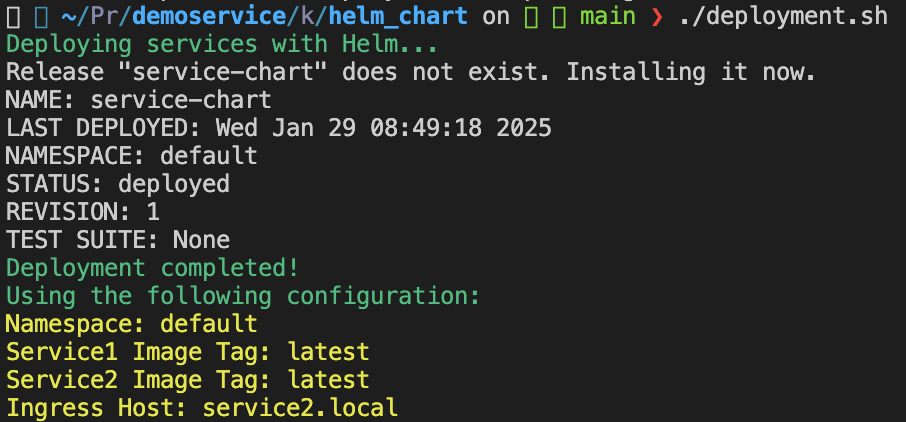 ~/Pr/demoservice/k/helm_chart on main ❯ ./deployment.sh
Deploying services with Helm...
Release "service-chart" does not exist. Installing it now.
NAME: service-chart
LAST DEPLOYED: Wed Jan 29 08:49:18 2025
NAMESPACE: default
STATUS: deployed
REVISION: 1
TEST SUITE: None
Deployment completed!
Using the following configuration:
Namespace: default
Service1 Image Tag: latest
Service2 Image Tag: latest
Ingress Host: service2.local